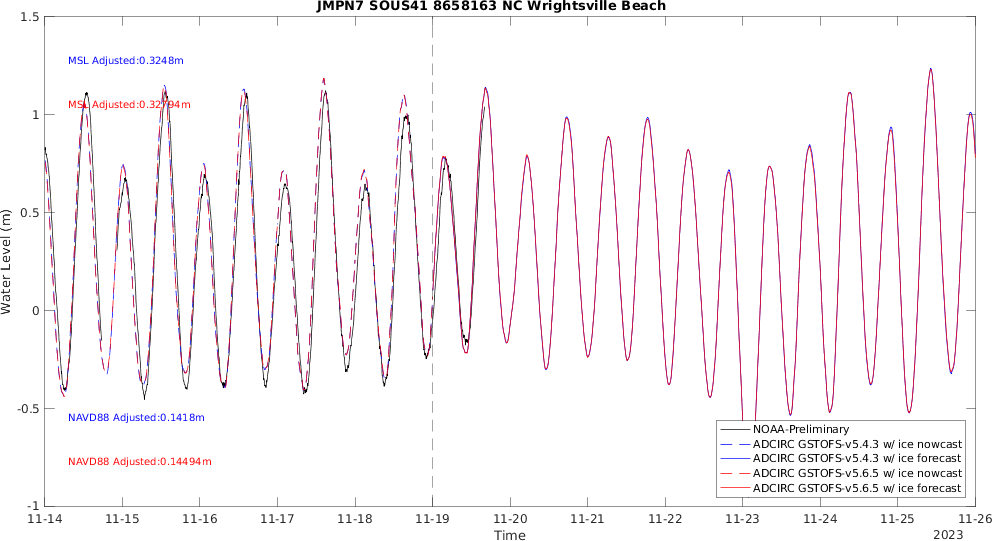 JMPN7 SOUS41 8658163 NC Wrightsville Beach
1.5
1
0.5
0
-0.5
-1
Water Level (m)
MSL Adjusted:0.3248m
MSL Adjusted:0.32794m
NAVD88 Adjusted:0.1418m
NAVD88 Adjusted:0.14494m
NOAA-Preliminary
ADCIRC GSTOFS-v5.4.3 w/ ice nowcast
ADCIRC GSTOFS-v5.4.3 w/ ice forecast
ADCIRC GSTOFS-v5.6.5 w/ ice nowcast
ADCIRC GSTOFS-v5.6.5 w/ ice forecast
11-14 11-15 11-16 11-17 11-18 11-19 11-20 11-21 11-22 11-23 11-24 11-25 11-26
Time
2023